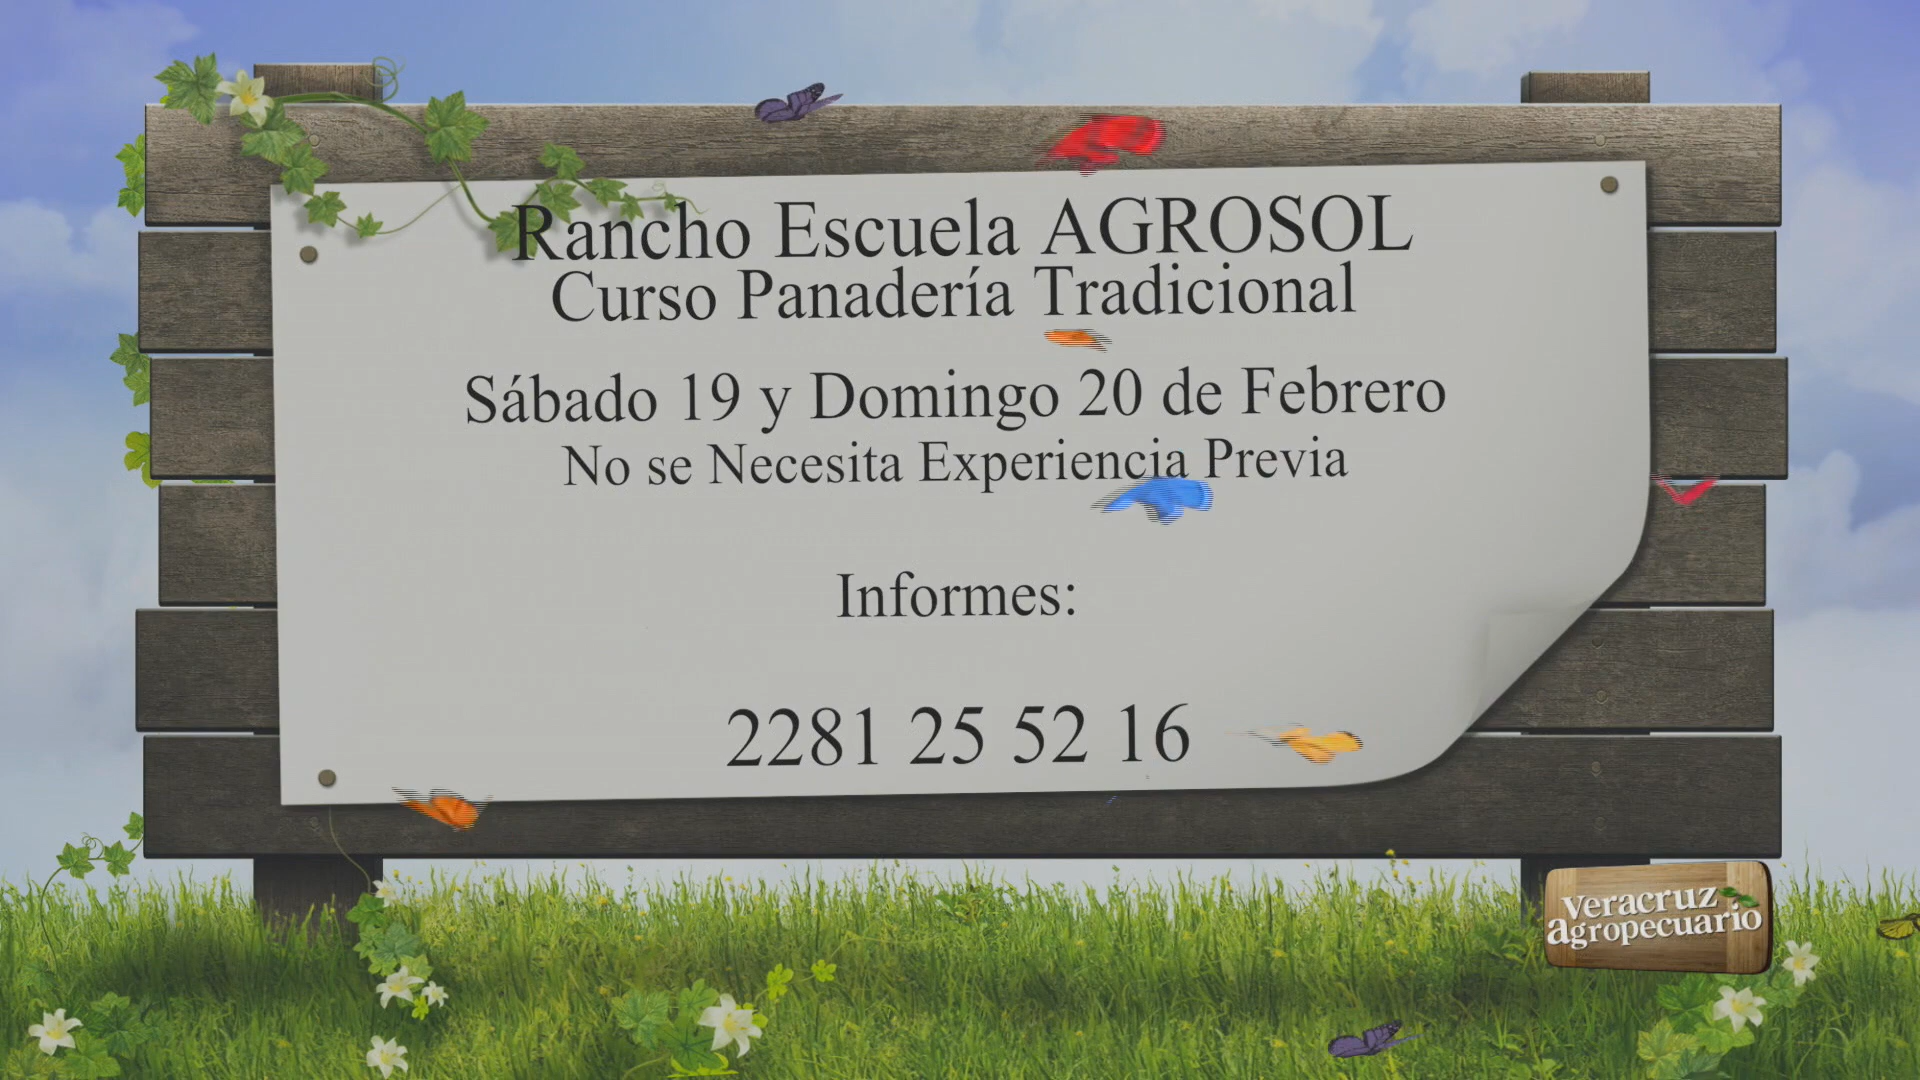 Rancho Escuela AGROSOL
Curso Panadería Tradicional
Sábado 19 y Domingo 20 de Febrero
No se Necesita Experiencia Previa
Informes:
2281 25 52 16
veracruz
agropecuario